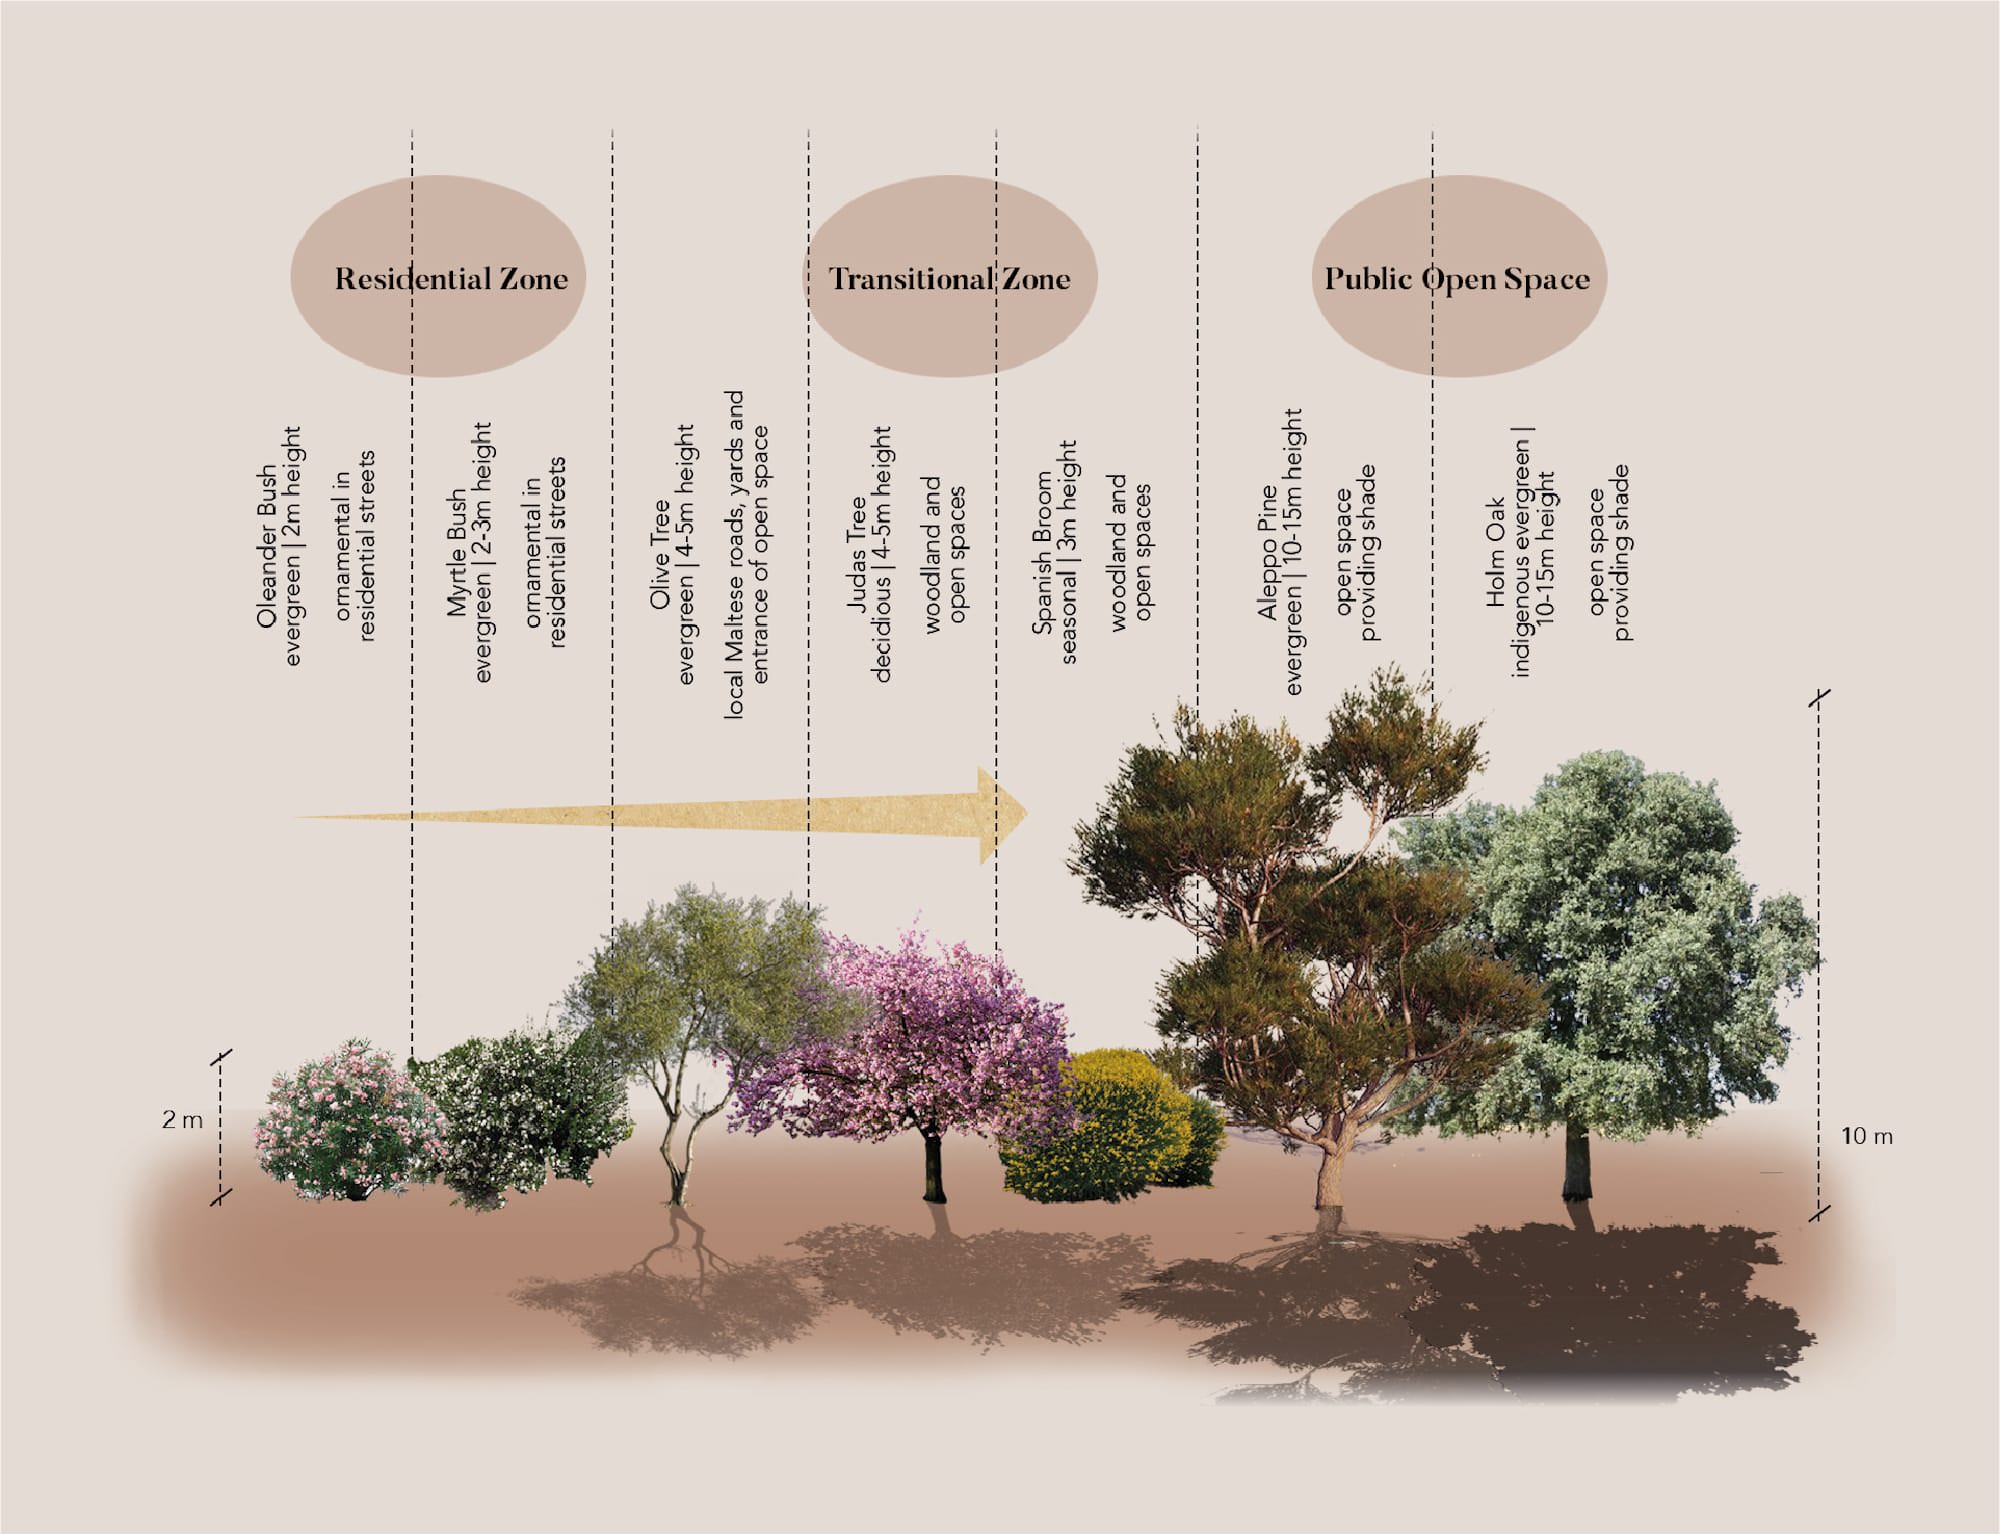 Residential Zone
Transitional Zone
Public Open Space
Oleander Bush
evergreen | 2m height
ornamental in
residential streets
Myrtle Bush
evergreen | 2-3m height
ornamental in
residential streets
Olive Tree
evergreen | 4-5m height
local Maltese roads, yards and
entrance of open space
Judas Tree
decidious | 4-5m height
woodland and
open spaces
Spanish Broom
seasonal | 3m height
woodland and
open spaces
Aleppo Pine
evergreen | 10-15m height
open space
providing shade
Holm Oak
indigenous evergreen |
10-15m height
open space
providing shade
2 m
10 m